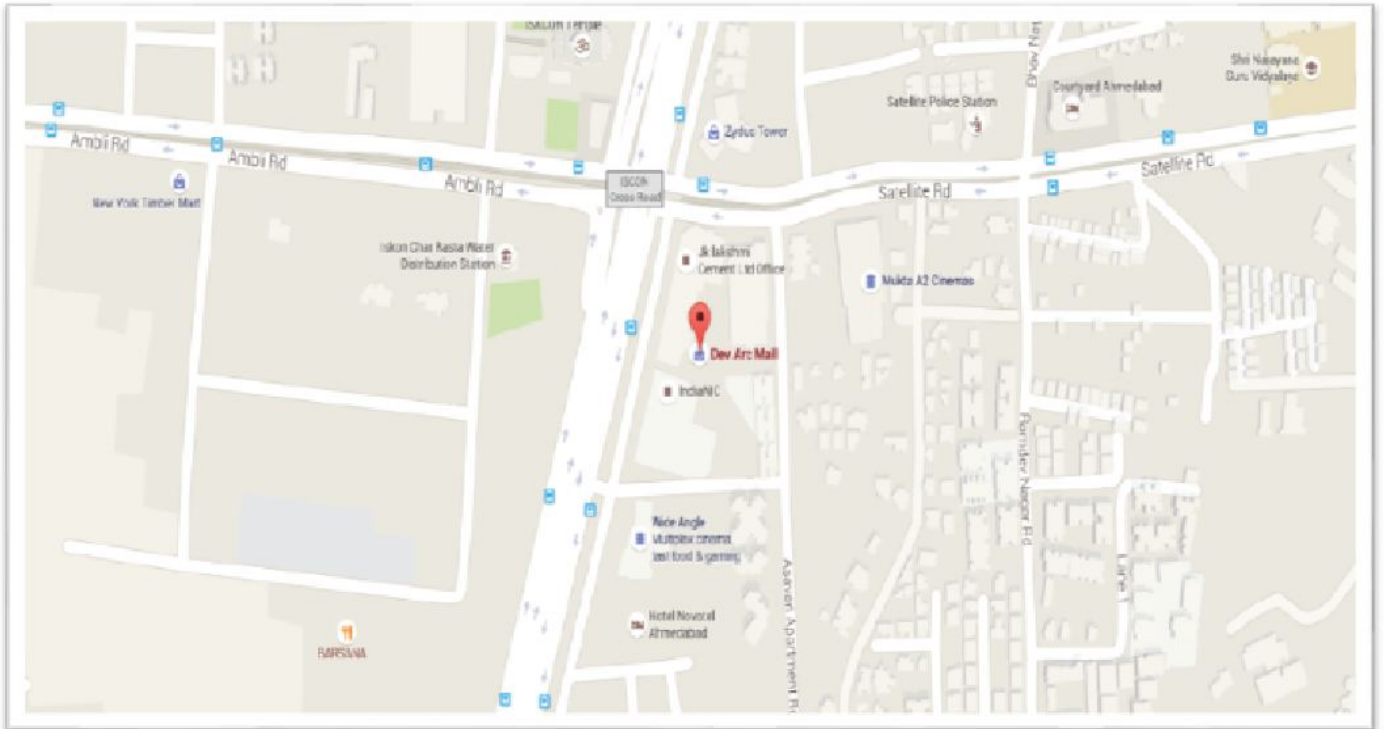 ISKCON Temple
Shri Narayana
Guru Vidyalaya
Courtyard Ahmedabad
Satellite Police Station
Zydus Tower
Ambli Rd
Ambli Rd
Ambli Rd
ISCON
Cross Road
Satellite Rd
Satellite Rd
New York Timber Mart
Iskon Char Rasta Water
Distribution Station
Jk lakshmi
Cement Ltd Office
Mukta A2 Cinemas
Dev Arc Mall
IndiaNIC
Ramdev Nagar Rd
Wide Angle
Multiplex cinema
fast food & gaming
Lane 1
Asavari Apartment
Hotel Novotel
Ahmedabad
BARSANA